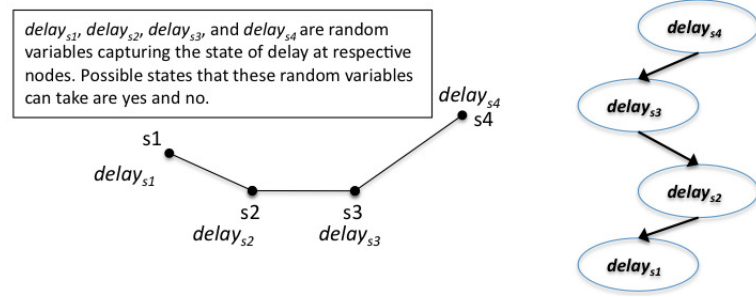 delays1, delays2, delays3, and delays4 are random
variables capturing the state of delay at respective
nodes. Possible states that these random variables
can take are yes and no.
delays4
s4
s1
delays1
s2
delays2
s3
delays3
delays4
delays3
delays2
delays1